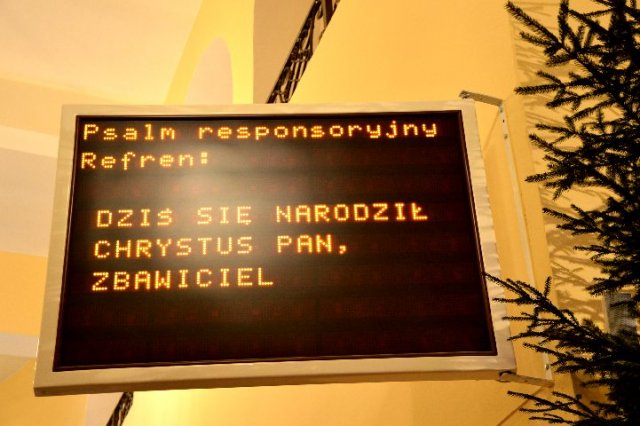 Psalm responsoryjny
Refren:
DZIŚ SIĘ NARODZIŁ
CHRYSTUS PAN,
ZBAWICIEL